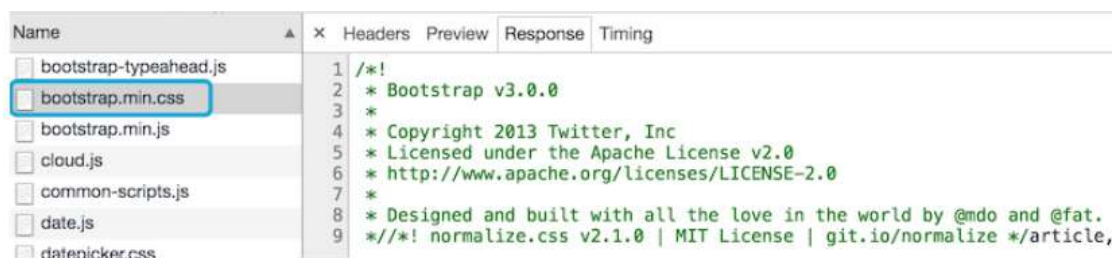 Name
× Headers Preview Response Timing
bootstrap-typeahead.js
bootstrap.min.css
bootstrap.min.js
cloud.js
common-scripts.js
date.js
datepicker.css
1 /*!
2  * Bootstrap v3.0.0
3  *
4  * Copyright 2013 Twitter, Inc
5  * Licensed under the Apache License v2.0
6  * http://www.apache.org/licenses/LICENSE-2.0
7  *
8  * Designed and built with all the love in the world by @mdo and @fat.
9  *//*! normalize.css v2.1.0 | MIT License | git.io/normalize */article,